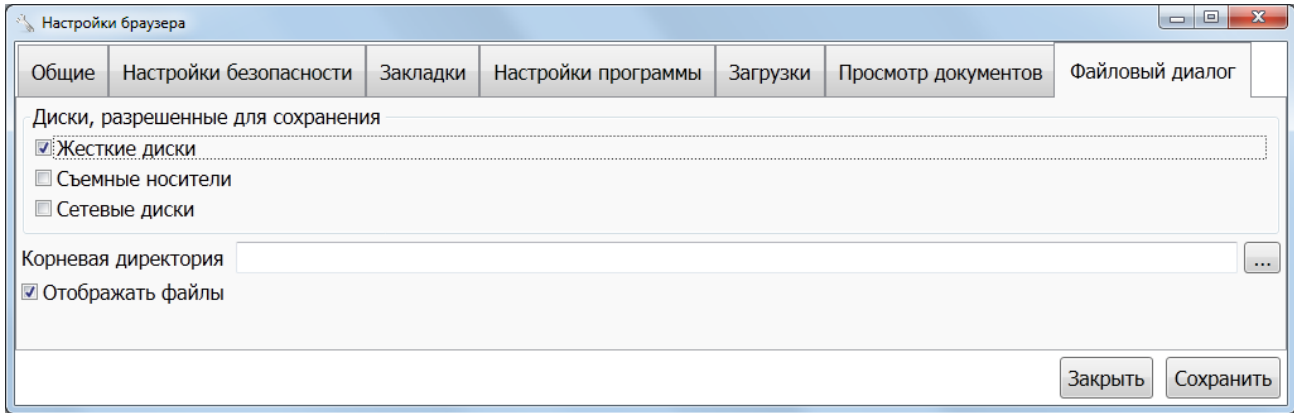 Настройки браузера
Общие Настройки безопасности Закладки Настройки программы Загрузки Просмотр документов Файловый диалог
Диски, разрешенные для сохранения
Жесткие диски
Съемные носители
Сетевые диски
Корневая директория ...
Отображать файлы
Закрыть Сохранить